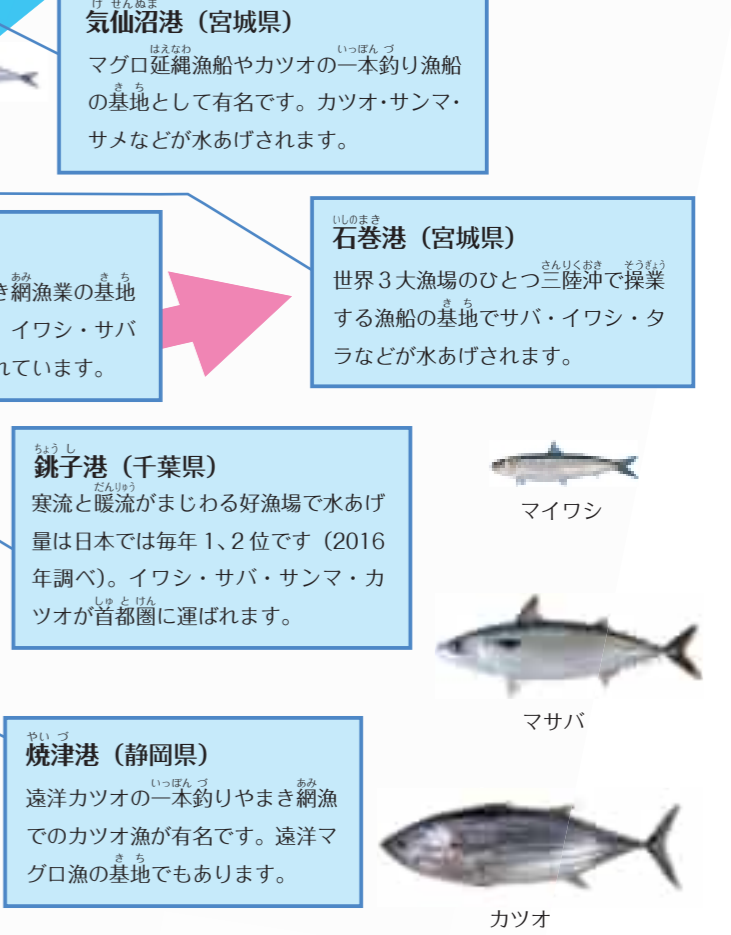 気仙沼港（宮城県）
マグロ延縄漁船やカツオの一本釣り漁船
の基地として有名です。カツオ・サンマ・
サメなどが水あげされます。
石巻港（宮城県）
世界３大漁場のひとつ三陸沖で操業
する漁船の基地でサバ・イワシ・タ
ラなどが水あげされます。
き網漁業の基地
イワシ・サバ
れています。
銚子港（千葉県）
寒流と暖流がまじわる好漁場で水あげ
量は日本では毎年１、２位です（2016
年調べ）。イワシ・サバ・サンマ・カ
ツオが首都圏に運ばれます。
マイワシ
マサバ
焼津港（静岡県）
遠洋カツオの一本釣りやまき網漁
でのカツオ漁が有名です。遠洋マ
グロ漁の基地でもあります。
カツオ